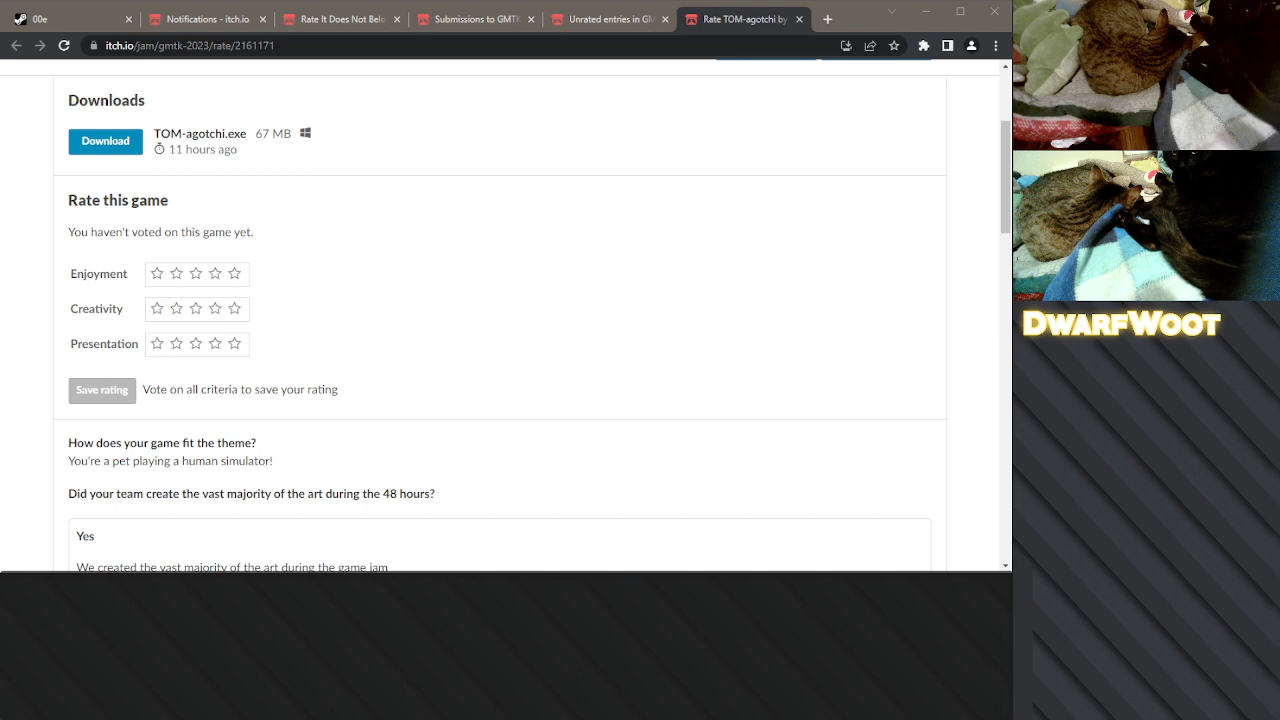 00e
Notifications - itch.io
Rate It Does Not Belo
Submissions to GMTK
Unrated entries in GM
Rate TOM-agotchi by
itch.io/jam/gmtk-2023/rate/2161171
Downloads
Download
TOM-agotchi.exe 67 MB
11 hours ago
Rate this game
You haven't voted on this game yet.
Enjoyment
Creativity
Presentation
Save rating Vote on all criteria to save your rating
How does your game fit the theme?
You're a pet playing a human simulator!
Did your team create the vast majority of the art during the 48 hours?
Yes
We created the vast majority of the art during the game jam
DWARFWOOT